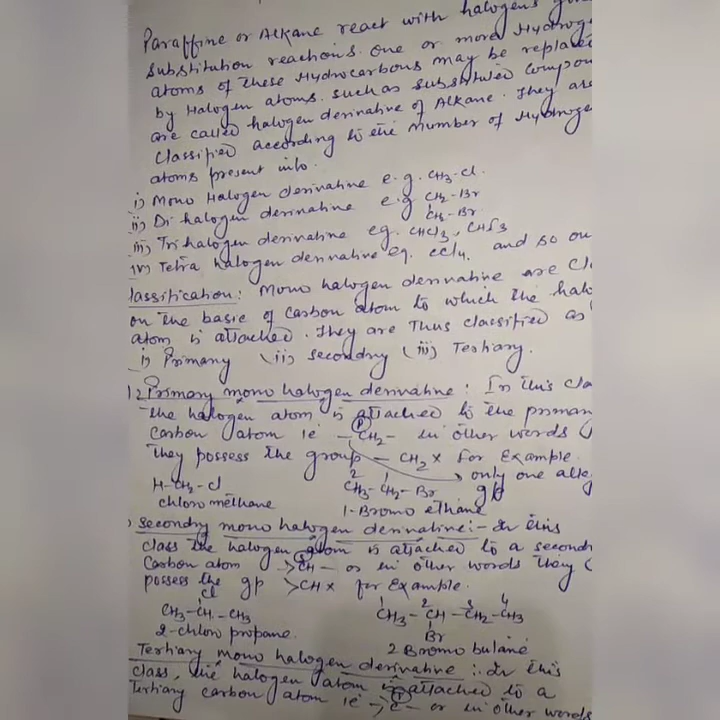 Paraffine or Alkane react with halogens
substitution reactions. One or more Hydrog
atoms of these Hydrocarbons may be replace
by Halogen atoms. such as substituted compou
are called halogen derivative of Alkane. They are
classified according to the number of Hydroge
atoms present into.
i) Mono Halogen derivative e.g. CH3-Cl.
ii) Di halogen derivative e.g CH2-Br
CH2-Br.
iii) Tri halogen derivative eg. CHCl3,
iv) Tetra halogen derivative eg. CCl4. and so on
lassification: Mono halogen derivative are cl
on the basie of carbon atom to which the halo
atom is attached. They are Thus classified as
i) Primary (ii) secondry (iii) Tertiary.
1) Primary mono halogen derivative: In this cla
the halogen atom is attached to the primar
(P)
carbon atom ie -CH2- in other words
They possess the group - CH2X for Example.
only one alky
gp
H-CH2-Cl
chloro methane
2 1
CH3-CH2-Br
1-Bromo ethane
secondry mono halogen derivative:- In this
class the halogen atom is attached to a second
(S)
carbon atom >CH- or in other words They
possess the gp >CHX for Example.
Cl
CH3-CH-CH3
2-chloro propane.
1 2 3 4
CH3-CH-CH2-CH3
Br
2 Bromo butane
Tertiary mono halogen derivative:- In this
class, the halogen atom is attached to a
(T)
Tertiary carbon atom ie -C- or in other words